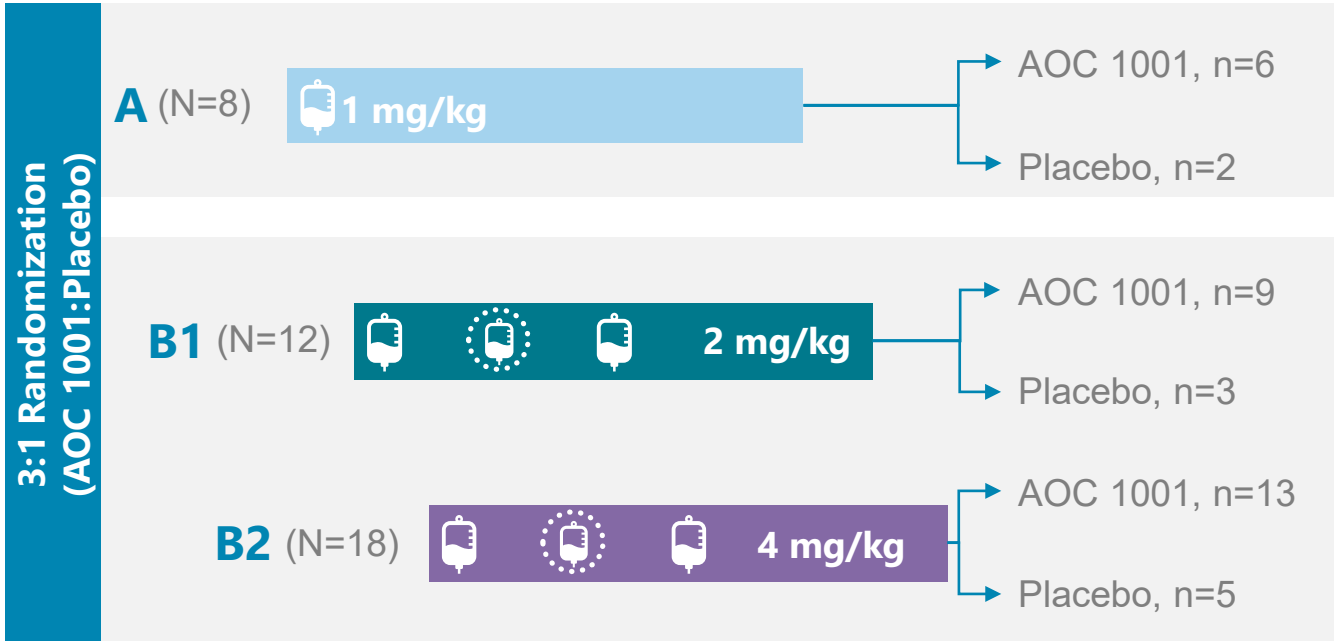 3:1 Randomization
(AOC 1001:Placebo)
A (N=8)
1 mg/kg
AOC 1001, n=6
Placebo, n=2
B1 (N=12)
2 mg/kg
AOC 1001, n=9
Placebo, n=3
B2 (N=18)
4 mg/kg
AOC 1001, n=13
Placebo, n=5